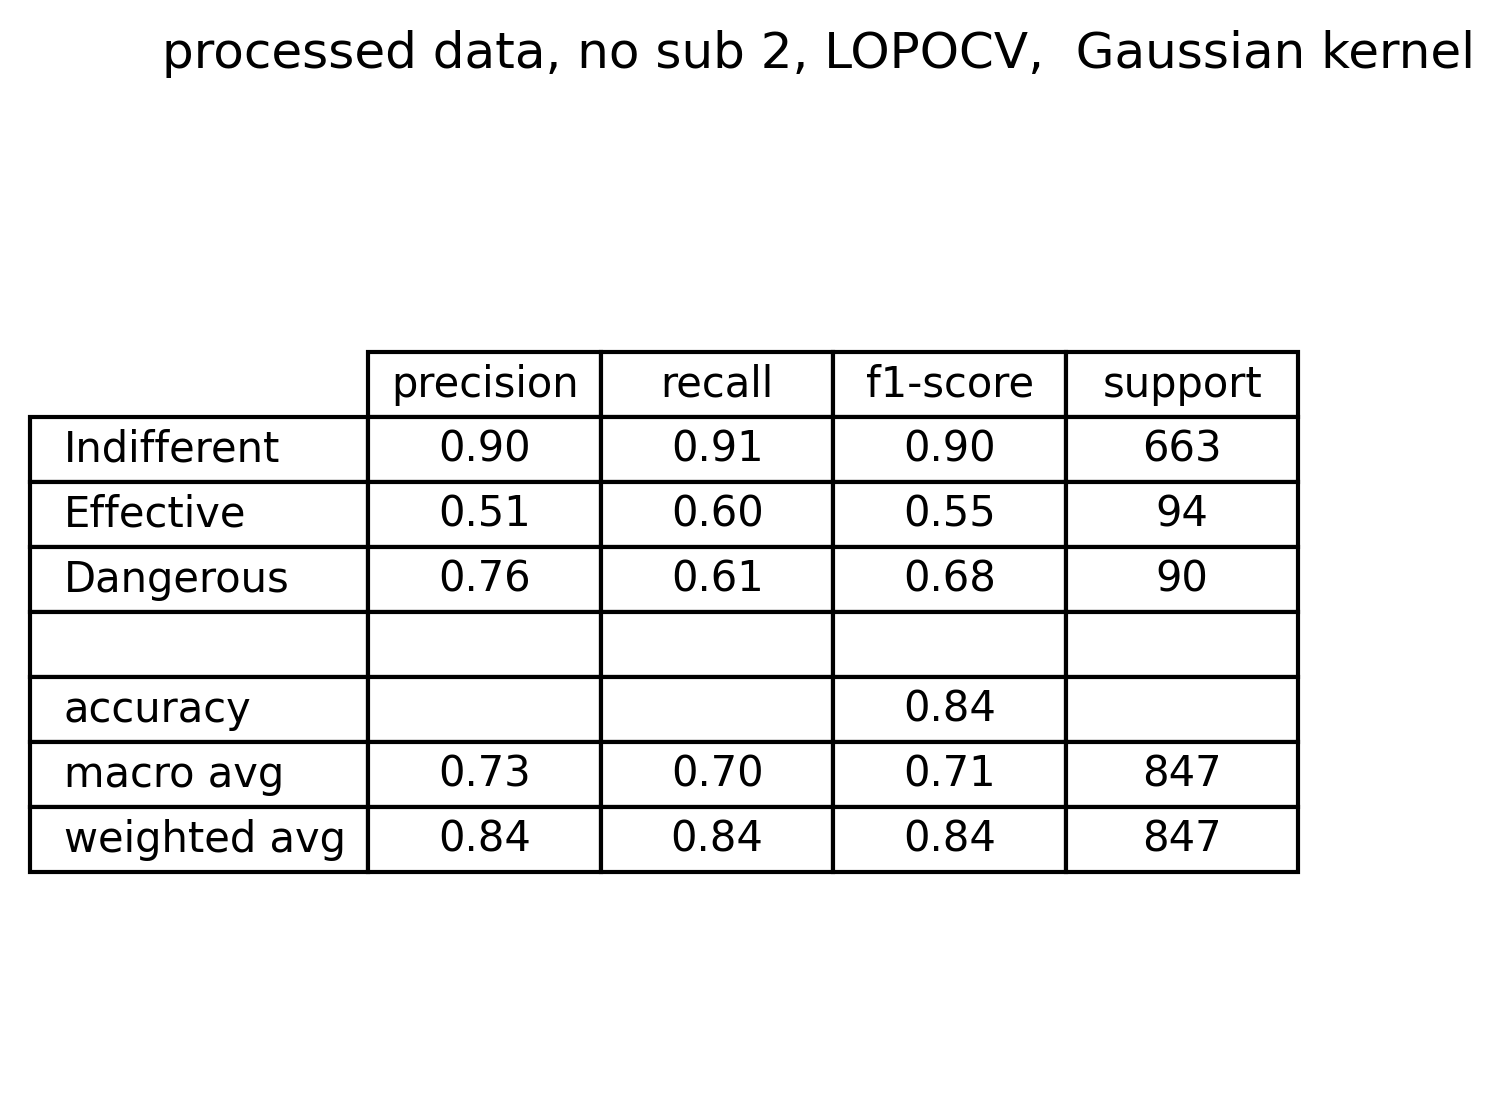 processed data, no sub 2, LOPOCV,  Gaussian kernel
precision recall f1-score support
Indifferent 0.90 0.91 0.90 663
Effective 0.51 0.60 0.55 94
Dangerous 0.76 0.61 0.68 90
accuracy 0.84
macro avg 0.73 0.70 0.71 847
weighted avg 0.84 0.84 0.84 847